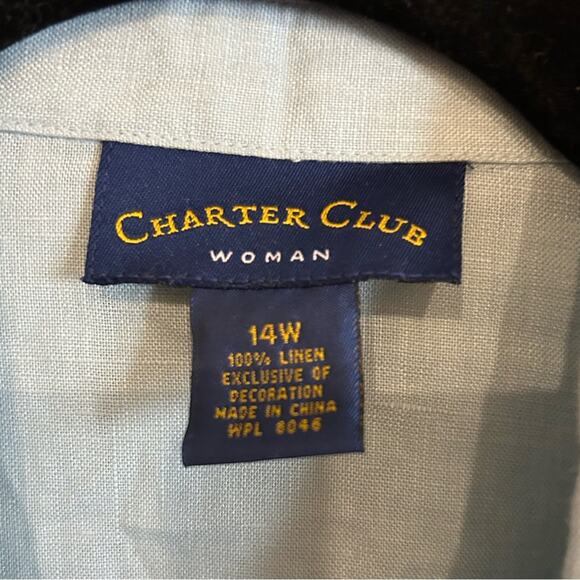 CHARTER CLUB
WOMAN
14W
100% LINEN
EXCLUSIVE OF
DECORATION
MADE IN CHINA
WPL 8046